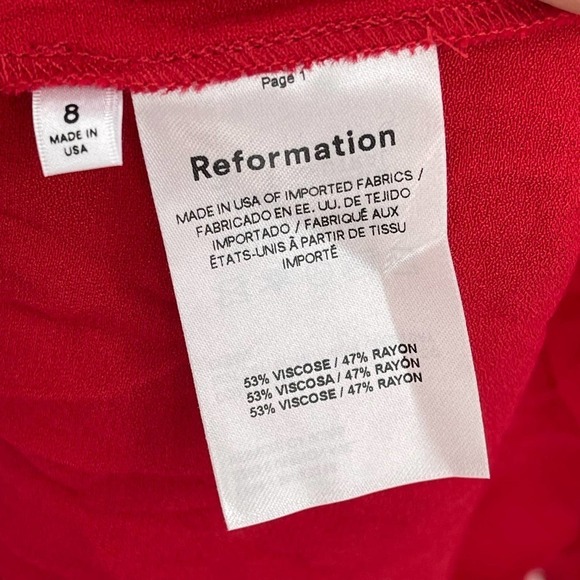 Page 1
8
MADE IN
USA
Reformation
MADE IN USA OF IMPORTED FABRICS /
FABRICADO EN EE. UU. DE TEJIDO
IMPORTADO / FABRIQUÉ AUX
ÉTATS-UNIS À PARTIR DE TISSU
IMPORTÉ
53% VISCOSE / 47% RAYON
53% VISCOSA / 47% RAYÓN
53% VISCOSE / 47% RAYON